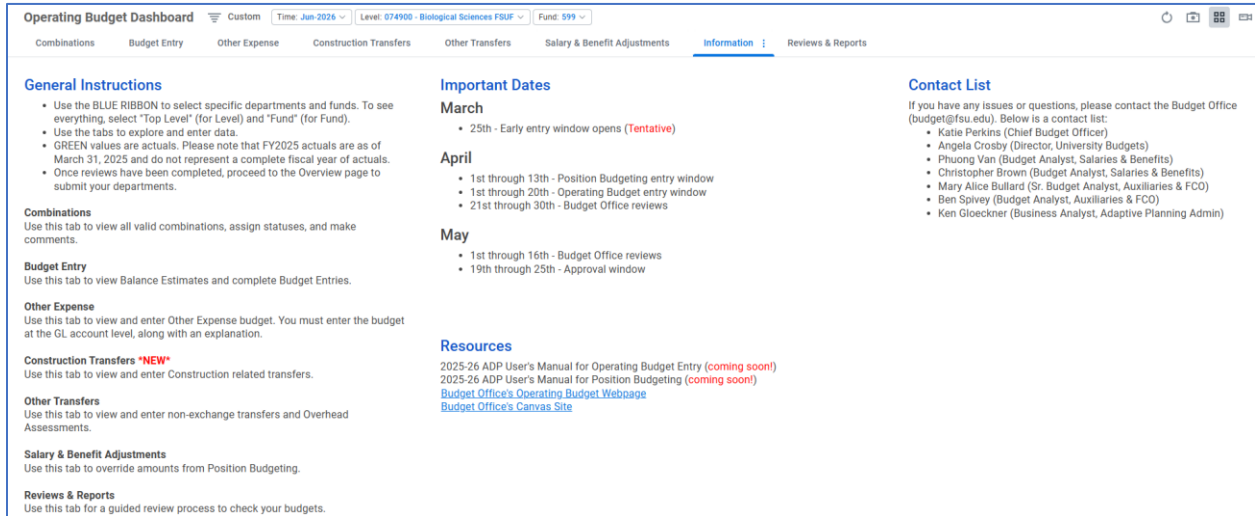 Operating Budget Dashboard Custom Time: Jun-2026 Level: 074900 - Biological Sciences FSUF Fund: 599
Combinations Budget Entry Other Expense Construction Transfers Other Transfers Salary & Benefit Adjustments Information Reviews & Reports
General Instructions
• Use the BLUE RIBBON to select specific departments and funds. To see
everything, select "Top Level" (for Level) and "Fund" (for Fund).
• Use the tabs to explore and enter data.
• GREEN values are actuals. Please note that FY2025 actuals are as of
March 31, 2025 and do not represent a complete fiscal year of actuals.
• Once reviews have been completed, proceed to the Overview page to
submit your departments.
Combinations
Use this tab to view all valid combinations, assign statuses, and make
comments.
Budget Entry
Use this tab to view Balance Estimates and complete Budget Entries.
Other Expense
Use this tab to view and enter Other Expense budget. You must enter the budget
at the GL account level, along with an explanation.
Construction Transfers *NEW*
Use this tab to view and enter Construction related transfers.
Other Transfers
Use this tab to view and enter non-exchange transfers and Overhead
Assessments.
Salary & Benefit Adjustments
Use this tab to override amounts from Position Budgeting.
Reviews & Reports
Use this tab for a guided review process to check your budgets.
Important Dates
March
• 25th - Early entry window opens (Tentative)
April
• 1st through 13th - Position Budgeting entry window
• 1st through 20th - Operating Budget entry window
• 21st through 30th - Budget Office reviews
May
• 1st through 16th - Budget Office reviews
• 19th through 25th - Approval window
Resources
2025-26 ADP User's Manual for Operating Budget Entry (coming soon!)
2025-26 ADP User's Manual for Position Budgeting (coming soon!)
Budget Office's Operating Budget Webpage
Budget Office's Canvas Site
Contact List
If you have any issues or questions, please contact the Budget Office
(budget@fsu.edu). Below is a contact list:
• Katie Perkins (Chief Budget Officer)
• Angela Crosby (Director, University Budgets)
• Phuong Van (Budget Analyst, Salaries & Benefits)
• Christopher Brown (Budget Analyst, Salaries & Benefits)
• Mary Alice Bullard (Sr. Budget Analyst, Auxiliaries & FCO)
• Ben Spivey (Budget Analyst, Auxiliaries & FCO)
• Ken Gloeckner (Business Analyst, Adaptive Planning Admin)